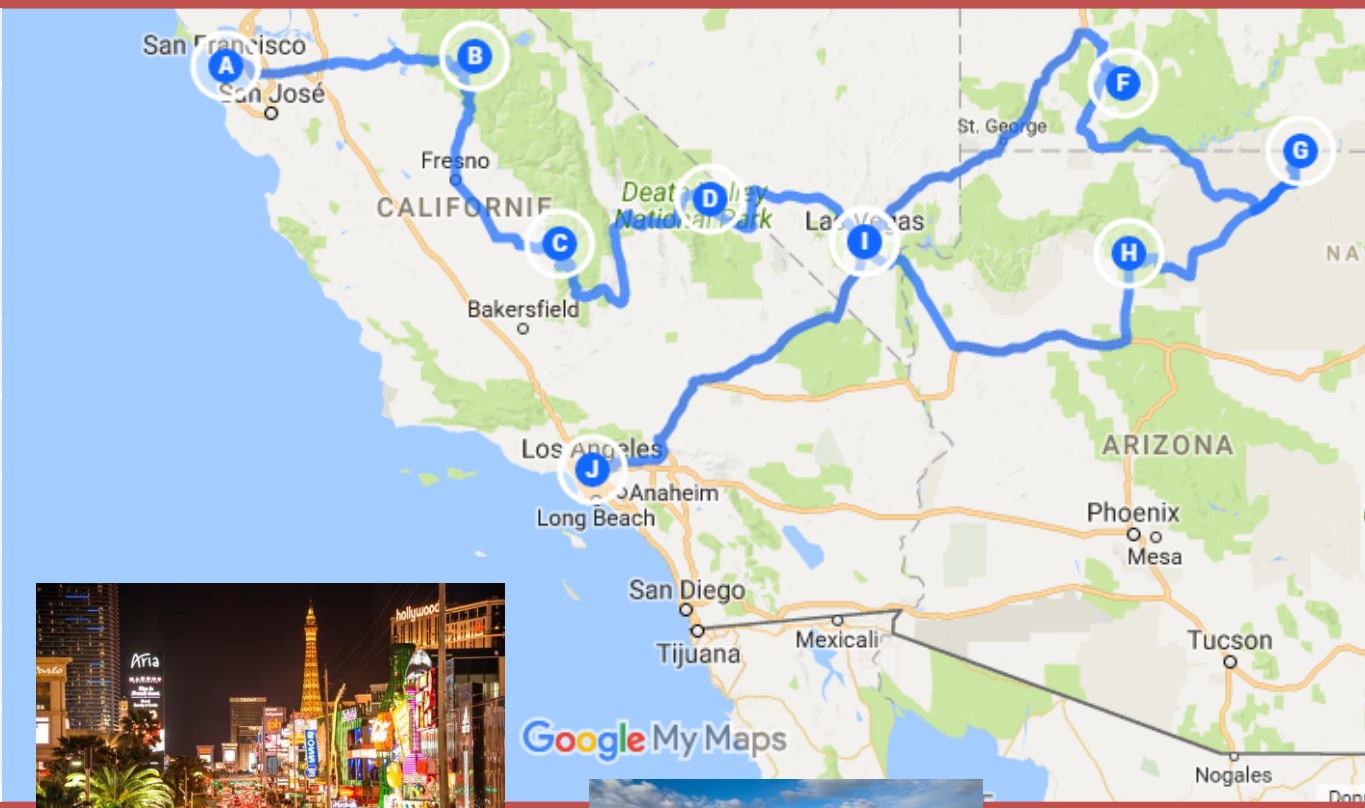 San Francisco
A
B
San José
Fresno
CALIFORNIE
C
Death Valley
National Park
D
Las Vegas
I
St. George
F
G
H
NA
Bakersfield
Los Angeles
J
Anaheim
Long Beach
ARIZONA
Phoenix
Mesa
San Diego
Tijuana
Mexicali
Tucson
Nogales
Google My Maps
Aria
hollywood